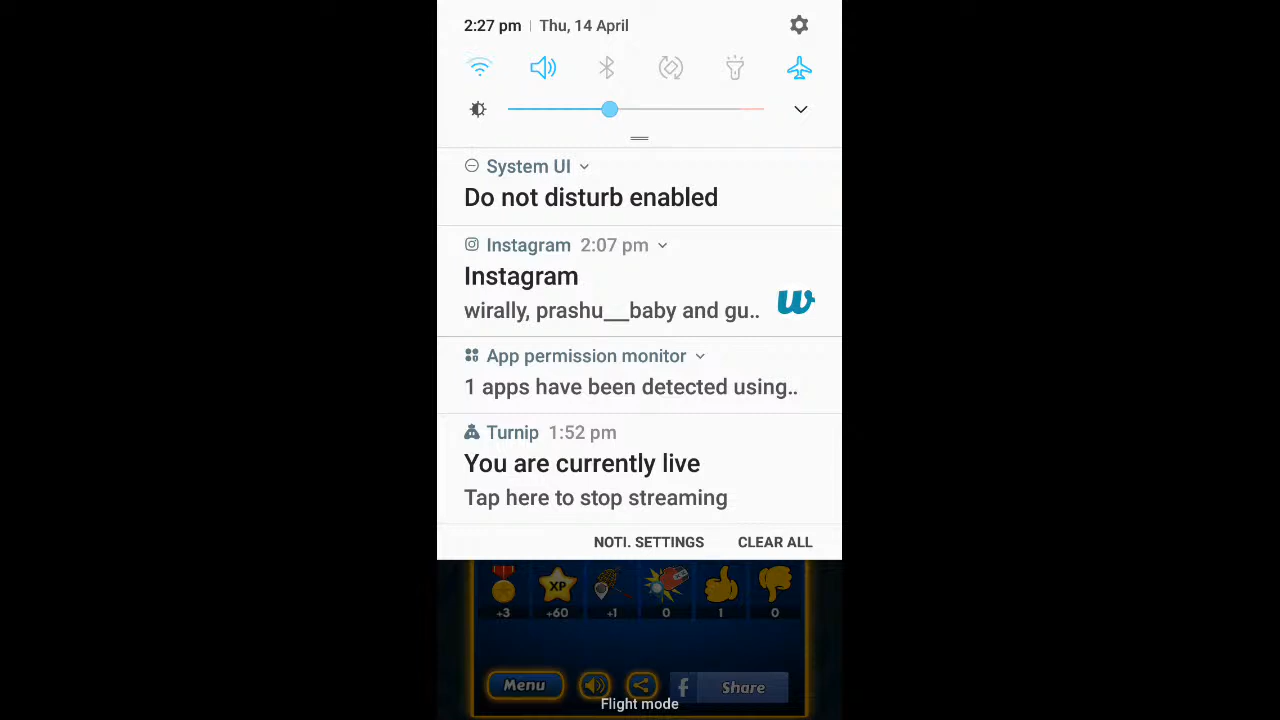 2:27 pm | Thu, 14 April
System UI
Do not disturb enabled
Instagram 2:07 pm
Instagram
wirally, prashu__baby and gu..
w
App permission monitor
1 apps have been detected using..
Turnip 1:52 pm
You are currently live
Tap here to stop streaming
NOTI. SETTINGS CLEAR ALL
XP
+3 +60 +1 0 1 0
Menu f Share
Flight mode